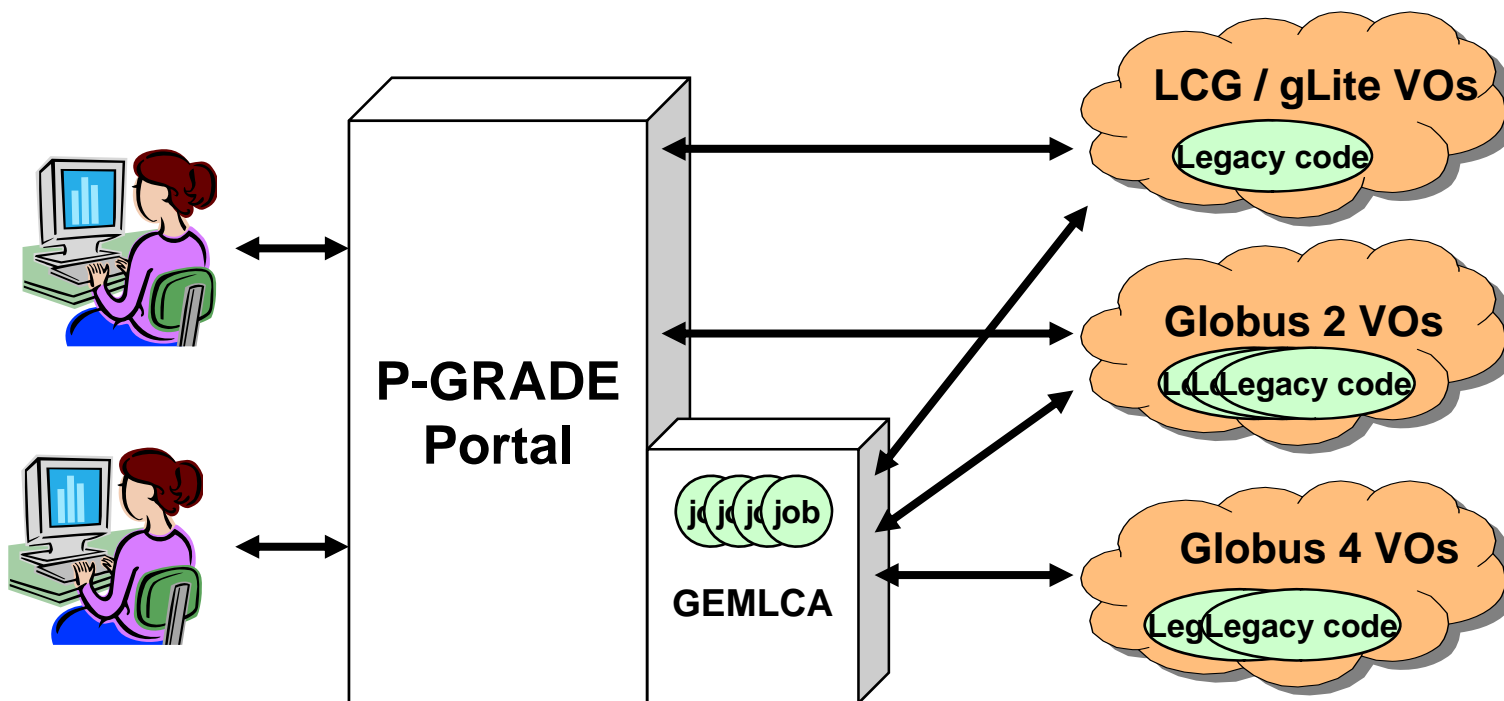 LCG / gLite VOs
Legacy code
P-GRADE
Portal
Globus 2 VOs
Legacy code
job
GEMLCA
Globus 4 VOs
Leg
Legacy code